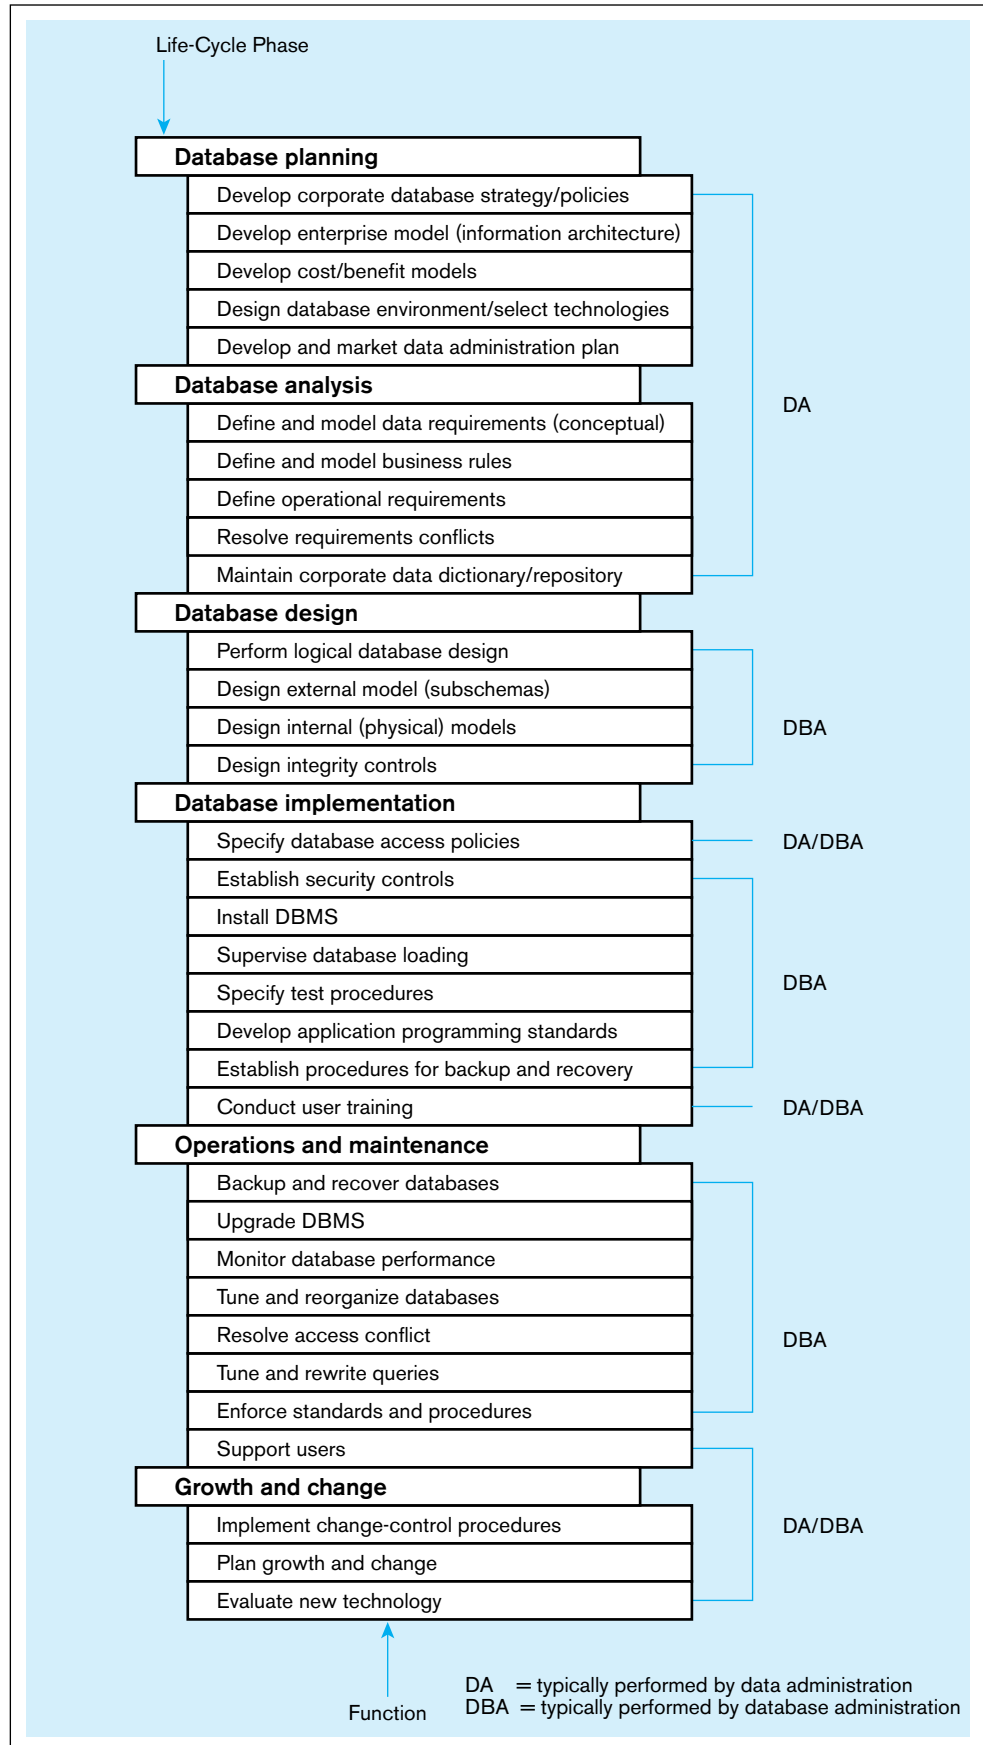 Life-Cycle Phase
Database planning
Develop corporate database strategy/policies
Develop enterprise model (information architecture)
Develop cost/benefit models
Design database environment/select technologies
Develop and market data administration plan
Database analysis
Define and model data requirements (conceptual)
DA
Define and model business rules
Define operational requirements
Resolve requirements conflicts
Maintain corporate data dictionary/repository
Database design
Perform logical database design
Design external model (subschemas)
Design internal (physical) models
DBA
Design integrity controls
Database implementation
Specify database access policies
DA/DBA
Establish security controls
Install DBMS
Supervise database loading
Specify test procedures
DBA
Develop application programming standards
Establish procedures for backup and recovery
Conduct user training
DA/DBA
Operations and maintenance
Backup and recover databases
Upgrade DBMS
Monitor database performance
Tune and reorganize databases
Resolve access conflict
DBA
Tune and rewrite queries
Enforce standards and procedures
Support users
Growth and change
Implement change-control procedures
DA/DBA
Plan growth and change
Evaluate new technology
Function
DA = typically performed by data administration
DBA = typically performed by database administration